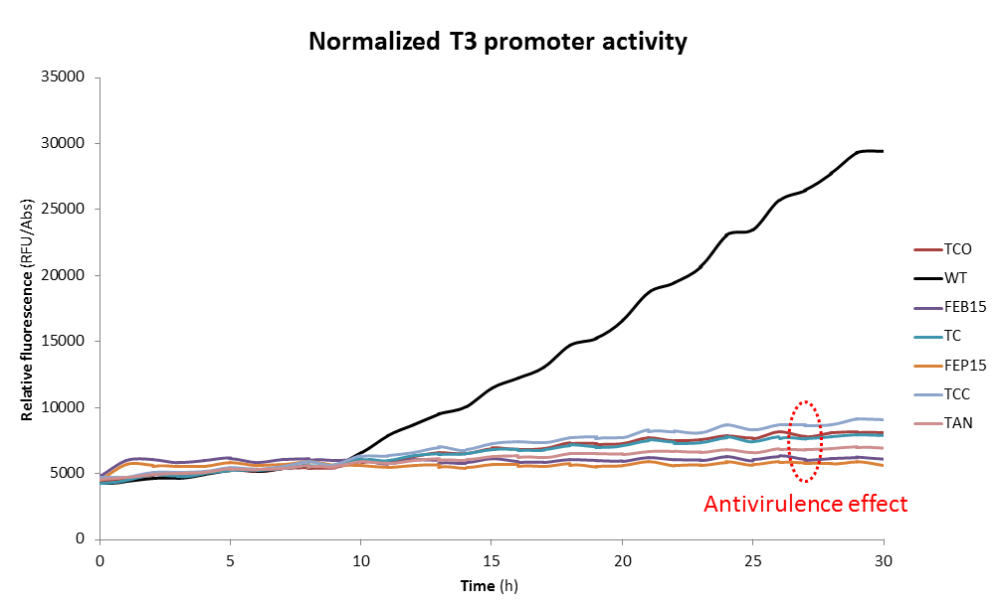 Normalized T3 promoter activity
35000
30000
25000
20000
15000
10000
5000
0
Relative fluorescence (RFU/Abs)
0 5 10 15 20 25 30
Time (h)
TCO
WT
FEB15
TC
FEP15
TCC
TAN
Antivirulence effect